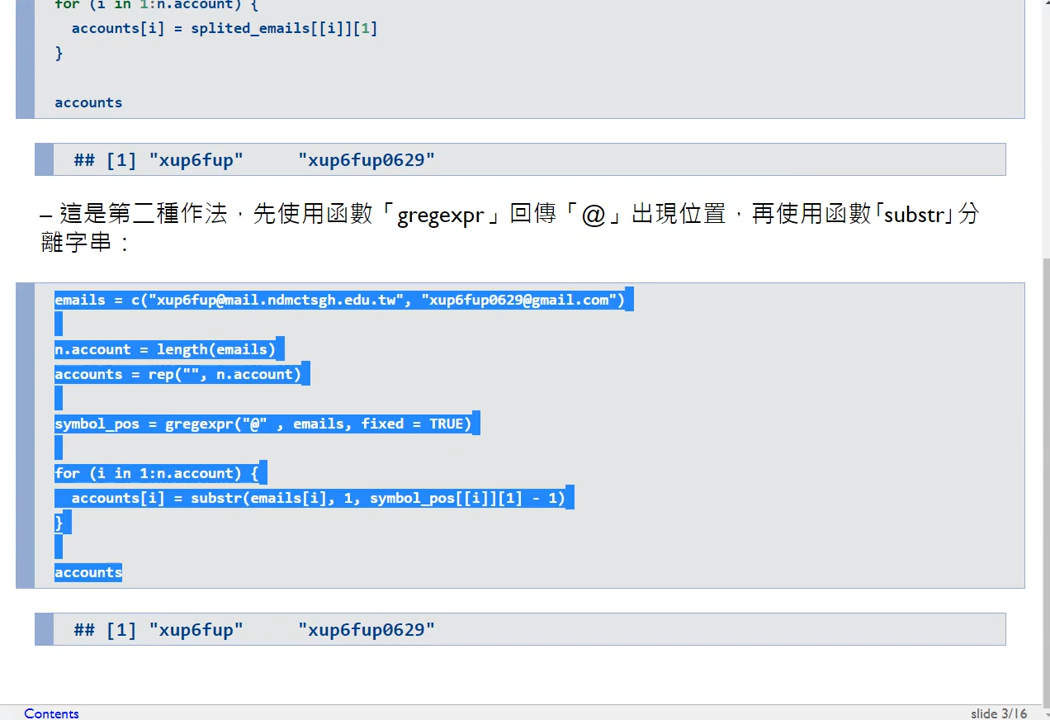 for (i in 1:n.account) {
  accounts[i] = splited_emails[[i]][1]
}
accounts
## [1] "xup6fup"      "xup6fup0629"
– 這是第二種作法，先使用函數「gregexpr」回傳「@」出現位置，再使用函數「substr」分
離字串：
emails = c("xup6fup@mail.ndmctsgh.edu.tw", "xup6fup0629@gmail.com")
n.account = length(emails)
accounts = rep("", n.account)
symbol_pos = gregexpr("@" , emails, fixed = TRUE)
for (i in 1:n.account) {
  accounts[i] = substr(emails[i], 1, symbol_pos[[i]][1] - 1)
}
accounts
## [1] "xup6fup"      "xup6fup0629"
Contents
slide 3/16